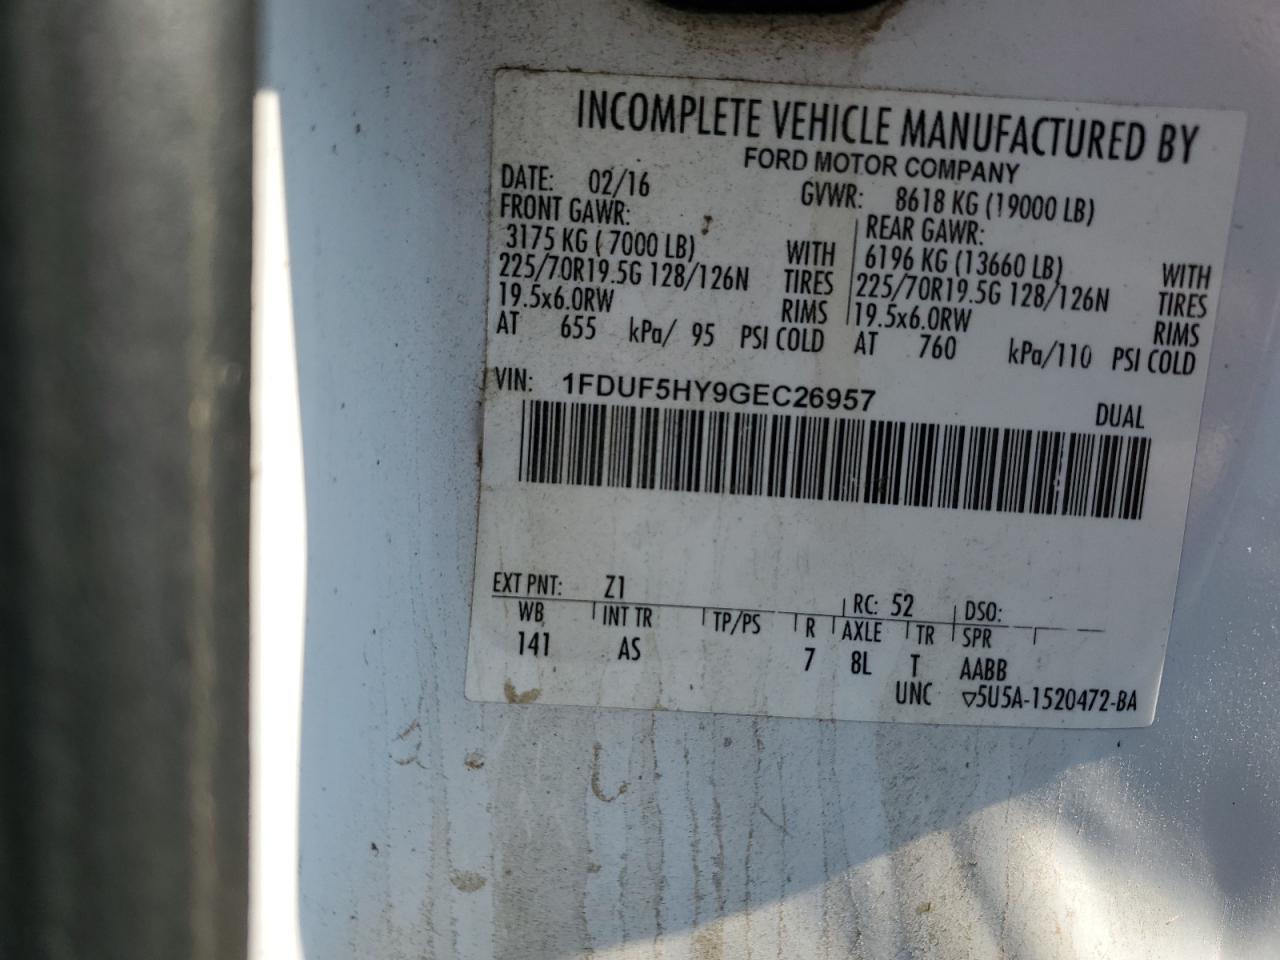 INCOMPLETE VEHICLE MANUFACTURED BY
FORD MOTOR COMPANY
DATE: 02/16 GVWR: 8618 KG (19000 LB)
FRONT GAWR: REAR GAWR:
3175 KG ( 7000 LB) WITH 6196 KG (13660 LB) WITH
225/70R19.5G 128/126N TIRES 225/70R19.5G 128/126N TIRES
19.5x6.0RW RIMS 19.5x6.0RW RIMS
AT 655 kPa/ 95 PSI COLD AT 760 kPa/110 PSI COLD
VIN: 1FDUF5HY9GEC26957
DUAL
EXT PNT: Z1 RC: 52 DSO:
WB INT TR TP/PS R AXLE TR SPR
141 AS 7 8L T AABB
UNC ▽5U5A-1520472-BA